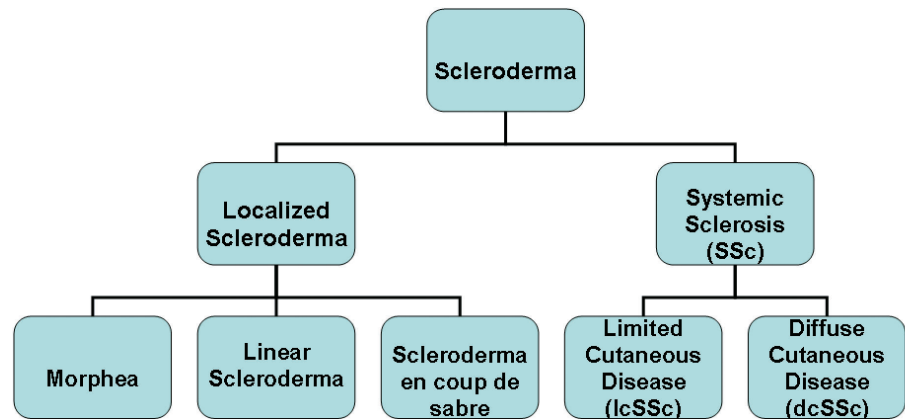 Scleroderma
Localized
Scleroderma
Systemic
Sclerosis
(SSc)
Morphea
Linear
Scleroderma
Scleroderma
en coup de
sabre
Limited
Cutaneous
Disease
(lcSSc)
Diffuse
Cutaneous
Disease
(dcSSc)